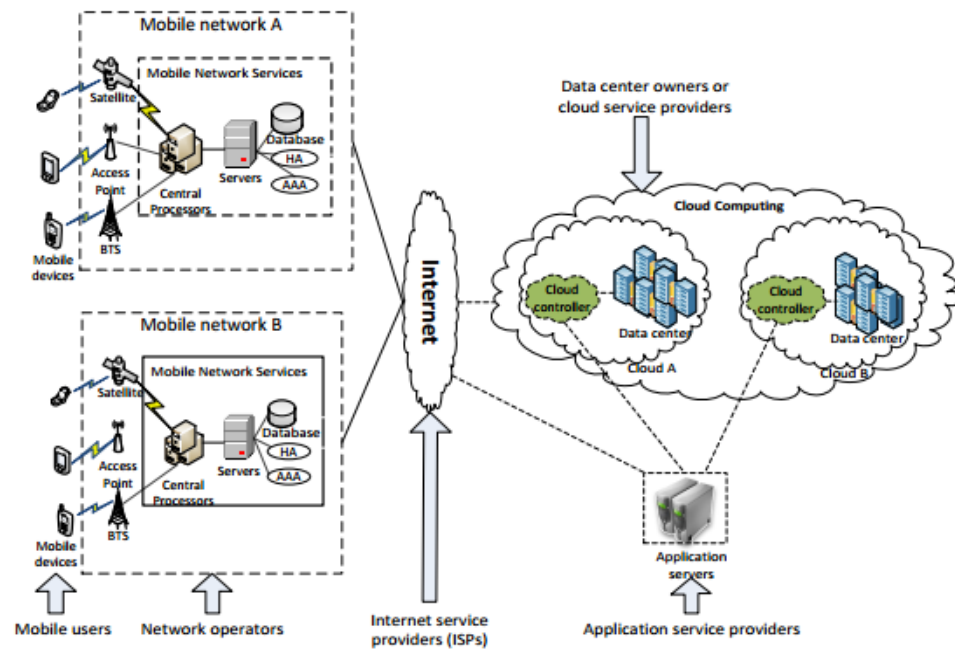 Mobile network A
Mobile Network Services
Satellite
Database
HA
AAA
Servers
Access
Point
Central
Processors
BTS
Mobile
devices
Mobile network B
Mobile Network Services
Satellite
Database
HA
AAA
Servers
Access
Point
Central
Processors
BTS
Mobile
devices
Mobile users
Network operators
Internet
Internet service
providers (ISPs)
Data center owners or
cloud service providers
Cloud Computing
Cloud
controller
Data center
Cloud A
Cloud
controller
Data center
Cloud B
Application
servers
Application service providers